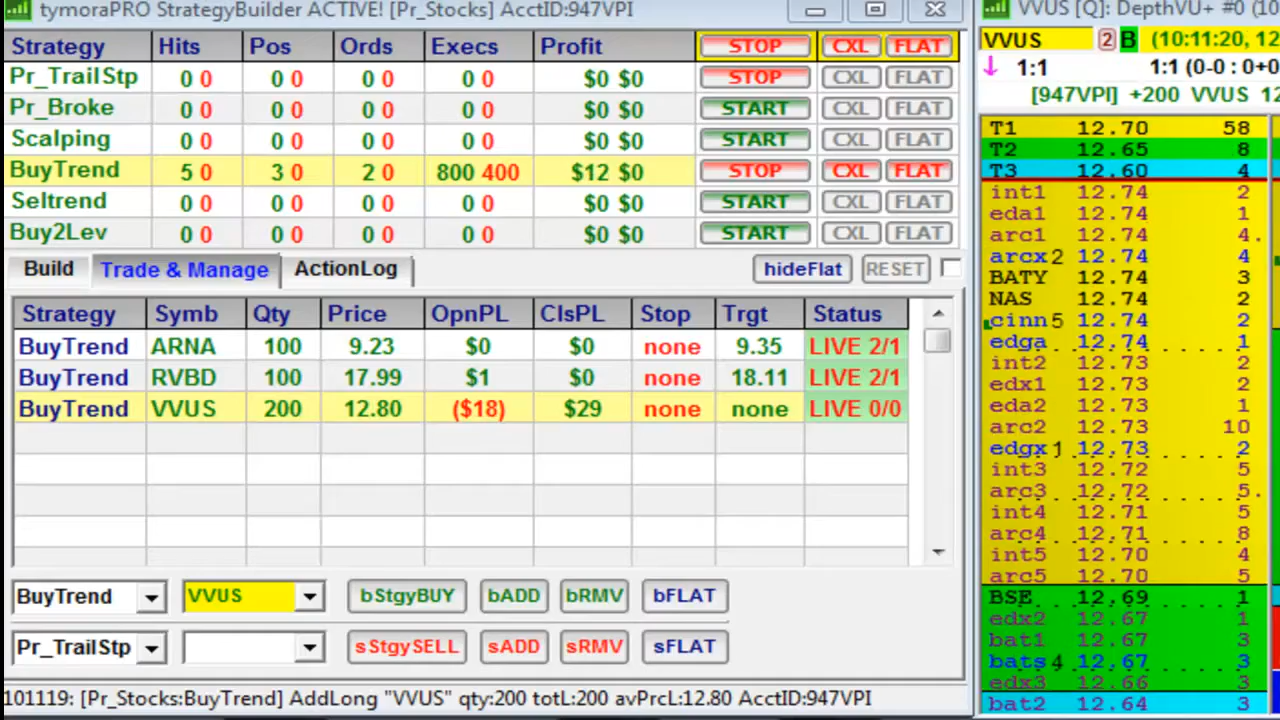 tymoraPRO StrategyBuilder ACTIVE! [Pr_Stocks] AcctID:947VPI
Strategy Hits Pos Ords Execs Profit STOP CXL FLAT
Pr_TrailStp 0 0 0 0 0 0 0 0 $0 $0 STOP CXL FLAT
Pr_Broke 0 0 0 0 0 0 0 0 $0 $0 START CXL FLAT
Scalping 0 0 0 0 0 0 0 0 $0 $0 START CXL FLAT
BuyTrend 5 0 3 0 2 0 800 400 $12 $0 STOP CXL FLAT
Seltrend 0 0 0 0 0 0 0 0 $0 $0 START CXL FLAT
Buy2Lev 0 0 0 0 0 0 0 0 $0 $0 START CXL FLAT
Build Trade & Manage ActionLog hideFlat RESET
Strategy Symb Qty Price OpnPL ClsPL Stop Trgt Status
BuyTrend ARNA 100 9.23 $0 $0 none 9.35 LIVE 2/1
BuyTrend RVBD 100 17.99 $1 $0 none 18.11 LIVE 2/1
BuyTrend VVUS 200 12.80 ($18) $29 none none LIVE 0/0
BuyTrend VVUS bStgyBUY bADD bRMV bFLAT
Pr_TrailStp sStgySELL sADD sRMV sFLAT
101119: [Pr_Stocks:BuyTrend] AddLong "VVUS" qty:200 totL:200 avPrcL:12.80 AcctID:947VPI
VVUS [Q]: DepthVU+ #0 (10
VVUS 2 B (10:11:20, 12
1:1 1:1 (0-0 : 0+0
[947VPI] +200 VVUS 12
T1 12.70 58
T2 12.65 8
T3 12.60 4
int1 12.74 2
eda1 12.74 1
arc1 12.74 4.
arcx2 12.74 4
BATY 12.74 3
NAS 12.74 2
cinn5 12.74 2
edga 12.74 1
int2 12.73 2
edx1 12.73 2
eda2 12.73 1
arc2 12.73 10
edgx1 12.73 2
int3 12.72 5
arc3 12.72 5.
int4 12.71 5
arc4 12.71 8
int5 12.70 4
arc5 12.70 5
BSE 12.69 1
edx2 12.67 1
bat1 12.67 3
bats4 12.67 3
edx3 12.66 3
bat2 12.64 3